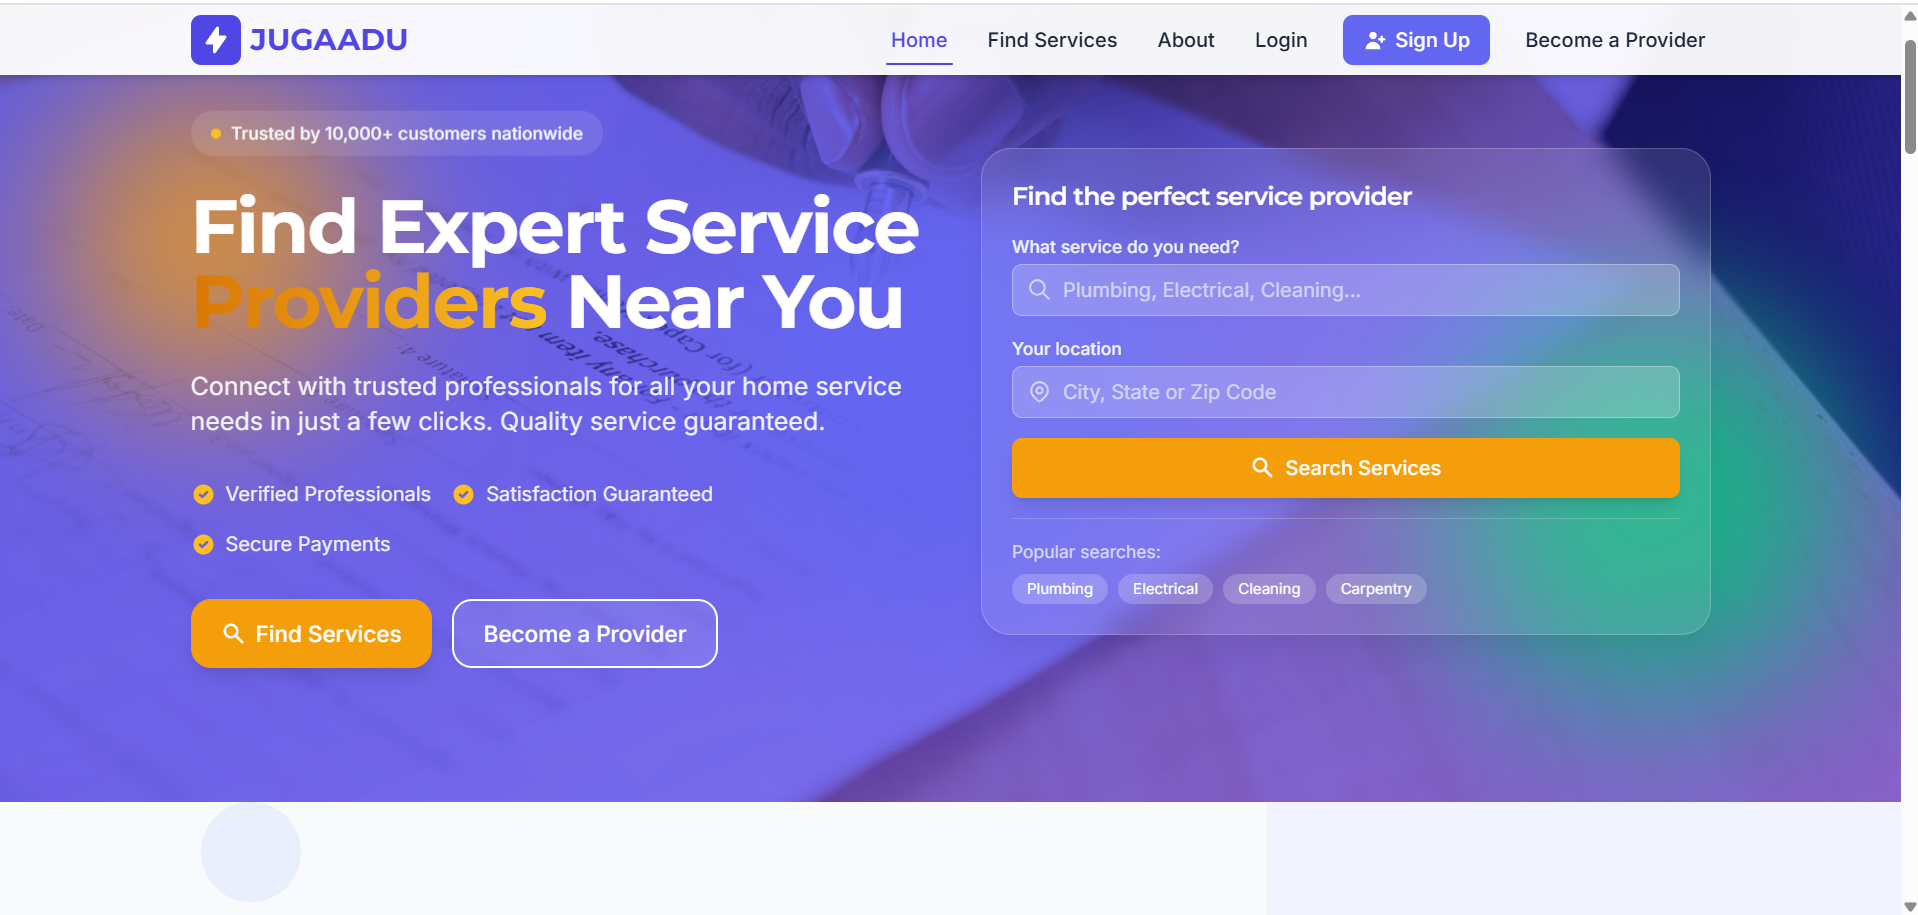 JUGAADU
Home
Find Services
About
Login
Sign Up
Become a Provider
Trusted by 10,000+ customers nationwide
Find Expert Service
Providers Near You
Connect with trusted professionals for all your home service
needs in just a few clicks. Quality service guaranteed.
Verified Professionals
Satisfaction Guaranteed
Secure Payments
Find Services
Become a Provider
Find the perfect service provider
What service do you need?
Plumbing, Electrical, Cleaning...
Your location
City, State or Zip Code
Search Services
Popular searches:
Plumbing
Electrical
Cleaning
Carpentry